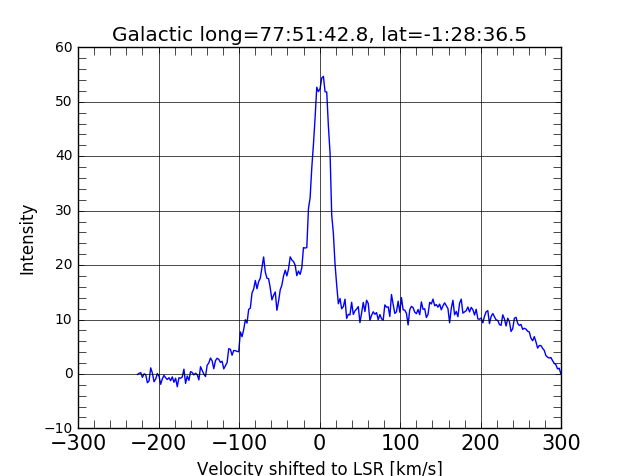 Galactic long=77:51:42.8, lat=-1:28:36.5
60
50
40
30
20
10
0
−10
Intensity
−300 −200 −100 0 100 200 300
Velocity shifted to LSR [km/s]